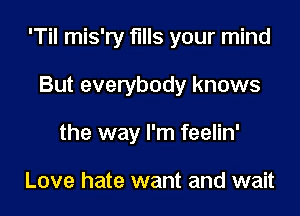 'Til mis'ry fills your mind
But everybody knows
the way I'm feelin'
Love hate want and wait